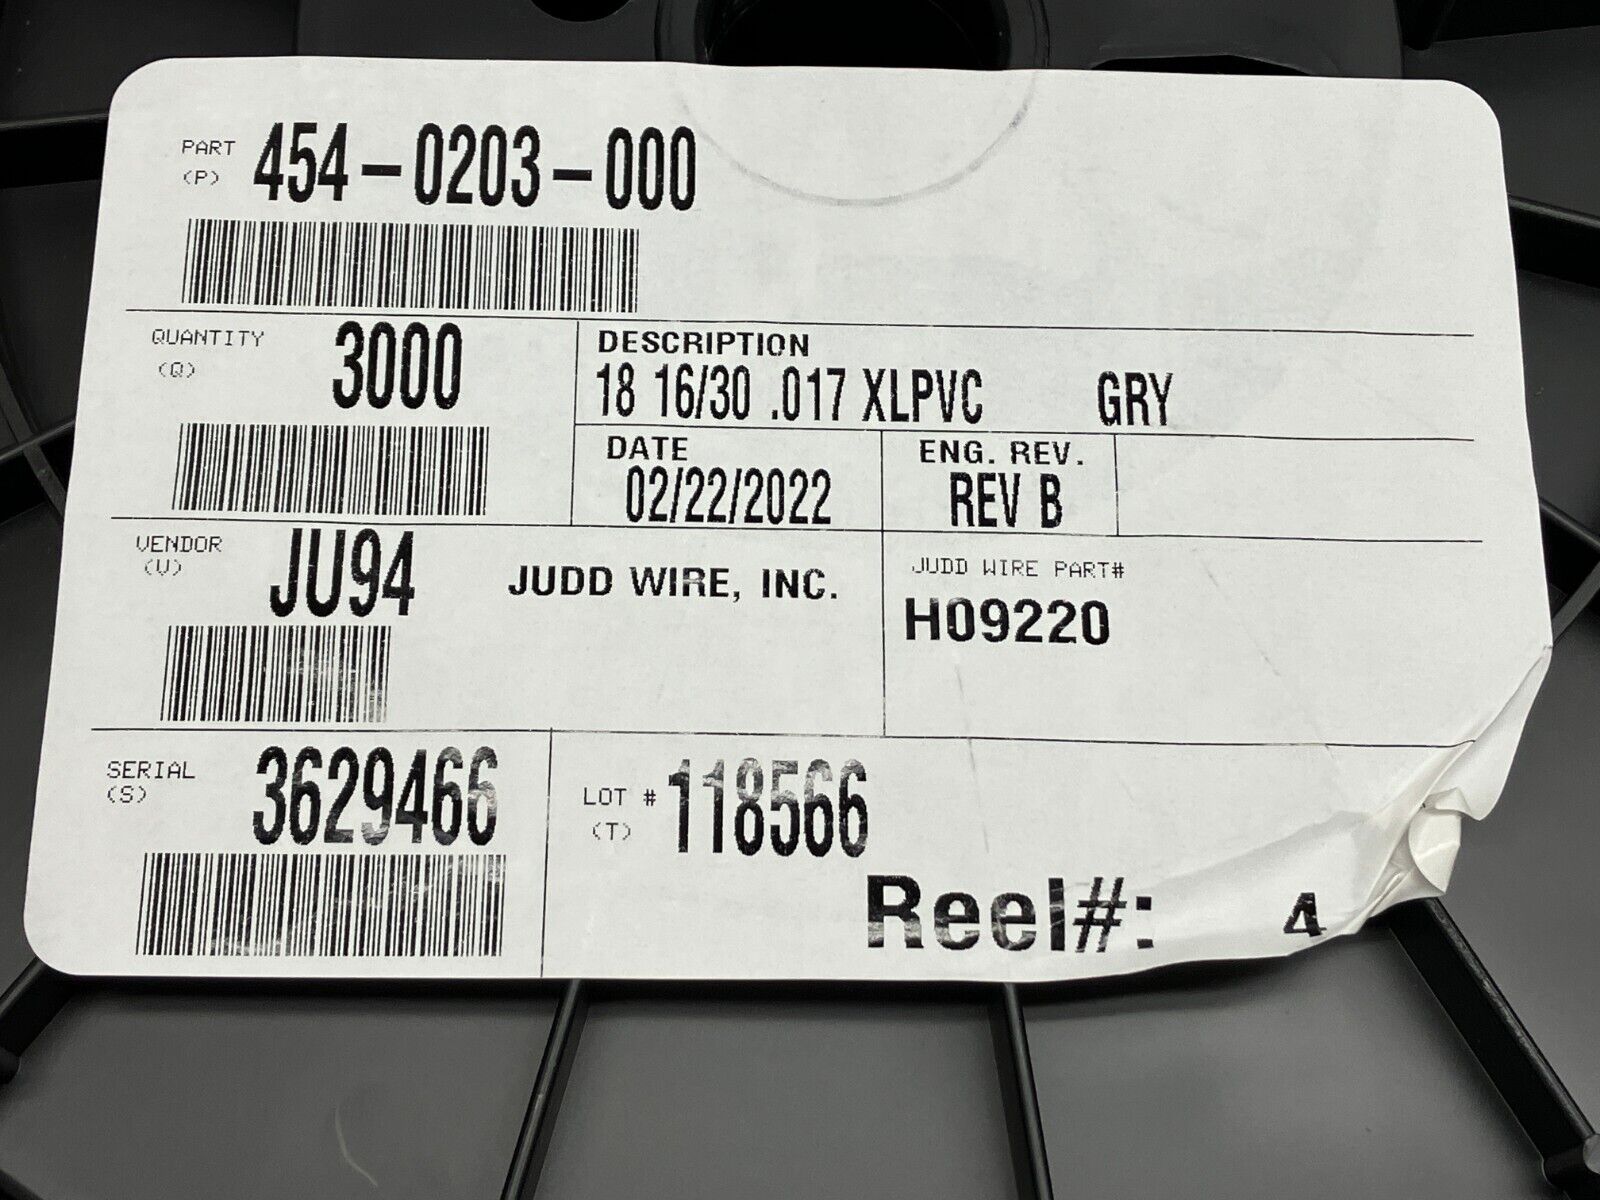 PART 454-0203-000
(P)
QUANTITY 3000
(Q)
DESCRIPTION
18 16/30 .017 XLPVC GRY
DATE
02/22/2022
ENG. REV.
REV B
VENDOR JU94
(V)
JUDD WIRE, INC.
JUDD WIRE PART#
H09220
SERIAL 3629466
(S)
LOT # 118566
(T)
Reel#: 4